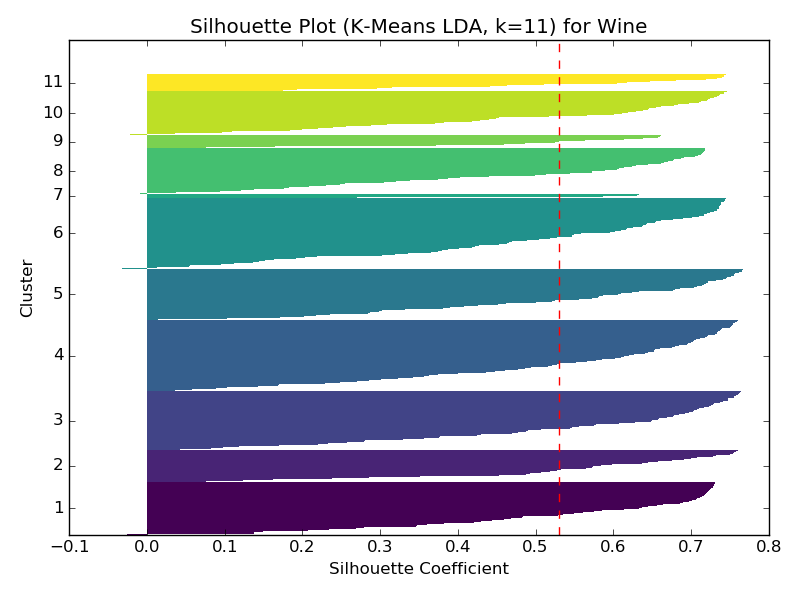 Silhouette Plot (K-Means LDA, k=11) for Wine
Cluster
11
10
9
8
7
6
5
4
3
2
1
−0.1 0.0 0.1 0.2 0.3 0.4 0.5 0.6 0.7 0.8
Silhouette Coefficient